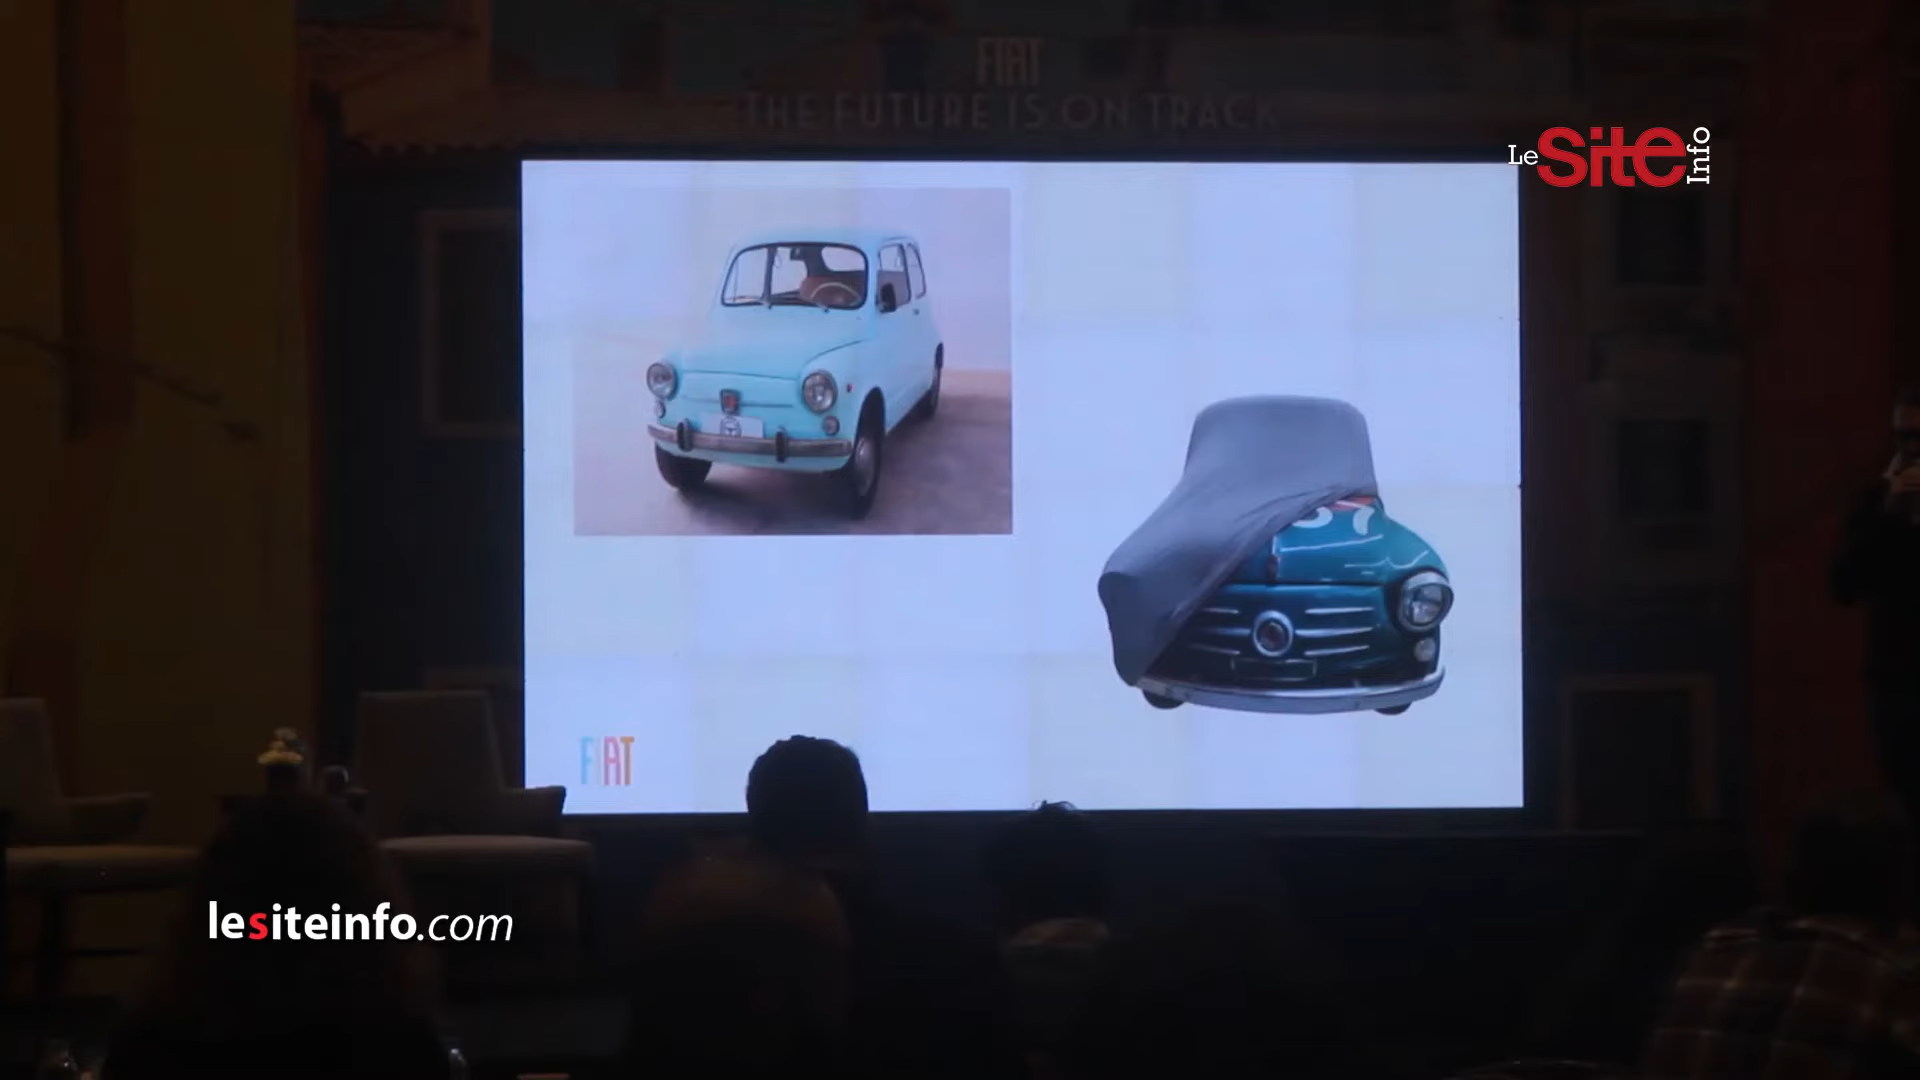 FIAT
THE FUTURE IS ON TRACK
Le Site Info
FIAT
lesiteinfo.com